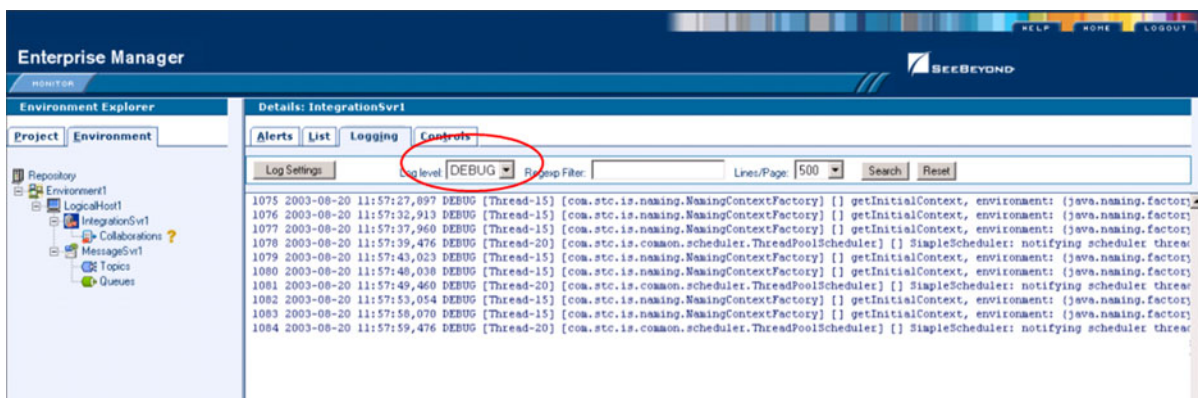 HELP HOME LOGOUT
Enterprise Manager
SEEBEYOND
MONITOR
Environment Explorer
Details: IntegrationSvr1
Project Environment
Alerts List Logging Controls
Log Settings Log level: DEBUG Regexp Filter: Lines/Page: 500 Search Reset
Repository
Environment1
LogicalHost1
IntegrationSvr1
Collaborations ?
MessageSvr1
Topics
Queues
1075 2003-08-20 11:57:27,897 DEBUG [Thread-15] [com.stc.is.naming.NamingContextFactory] [] getInitialContext, environment: {java.naming.factory
1076 2003-08-20 11:57:32,913 DEBUG [Thread-15] [com.stc.is.naming.NamingContextFactory] [] getInitialContext, environment: {java.naming.factory
1077 2003-08-20 11:57:37,960 DEBUG [Thread-15] [com.stc.is.naming.NamingContextFactory] [] getInitialContext, environment: {java.naming.factory
1078 2003-08-20 11:57:39,476 DEBUG [Thread-20] [com.stc.is.common.scheduler.ThreadPoolScheduler] [] SimpleScheduler: notifying scheduler thread
1079 2003-08-20 11:57:43,023 DEBUG [Thread-15] [com.stc.is.naming.NamingContextFactory] [] getInitialContext, environment: {java.naming.factory
1080 2003-08-20 11:57:48,038 DEBUG [Thread-15] [com.stc.is.naming.NamingContextFactory] [] getInitialContext, environment: {java.naming.factory
1081 2003-08-20 11:57:49,460 DEBUG [Thread-20] [com.stc.is.common.scheduler.ThreadPoolScheduler] [] SimpleScheduler: notifying scheduler thread
1082 2003-08-20 11:57:53,054 DEBUG [Thread-15] [com.stc.is.naming.NamingContextFactory] [] getInitialContext, environment: {java.naming.factory
1083 2003-08-20 11:57:58,070 DEBUG [Thread-15] [com.stc.is.naming.NamingContextFactory] [] getInitialContext, environment: {java.naming.factory
1084 2003-08-20 11:57:59,476 DEBUG [Thread-20] [com.stc.is.common.scheduler.ThreadPoolScheduler] [] SimpleScheduler: notifying scheduler thread